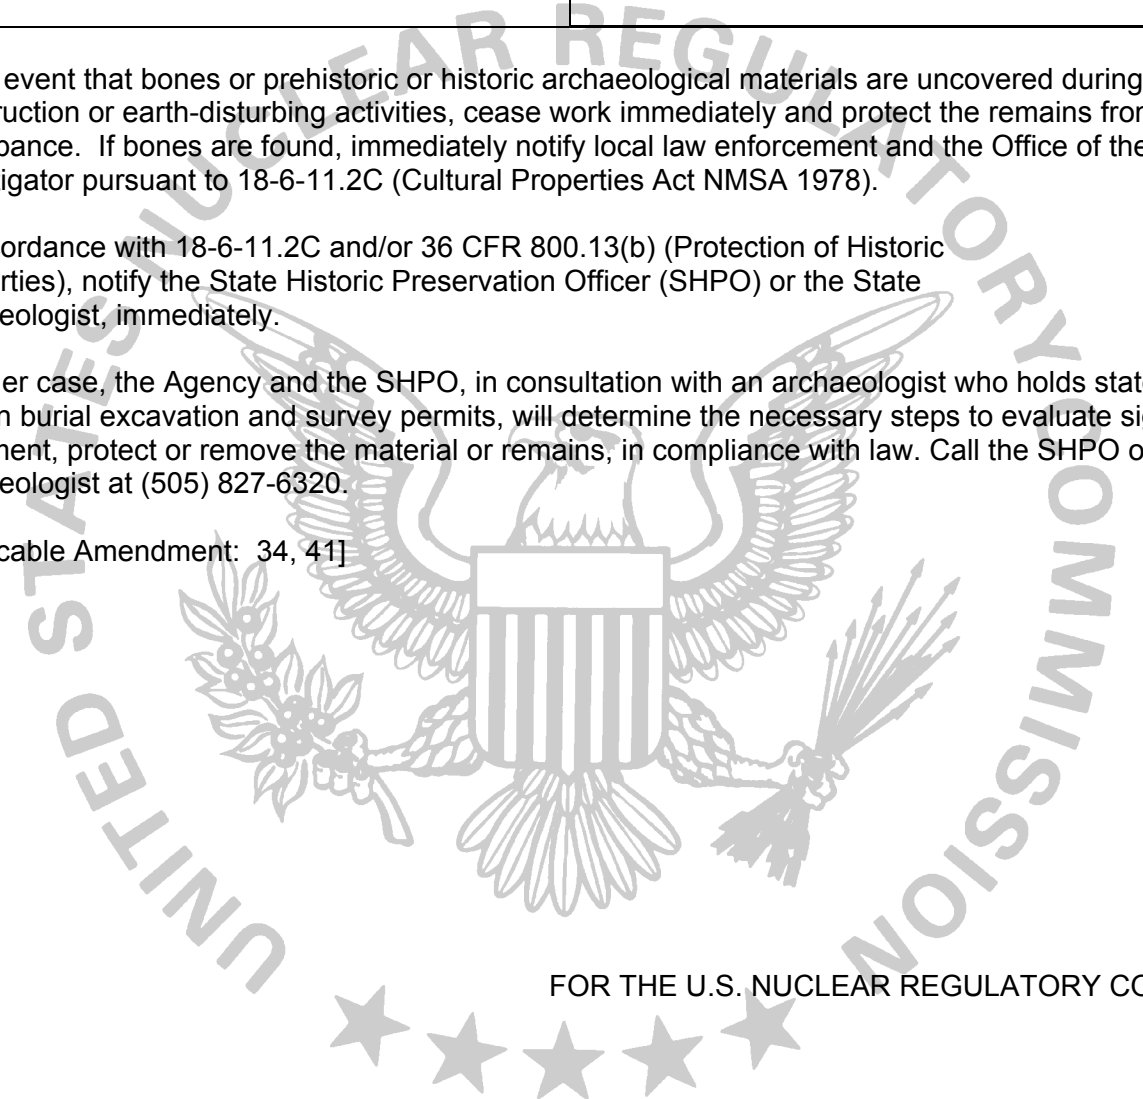 event that bones or prehistoric or historic archaeological materials are uncovered during
ruction or earth-disturbing activities, cease work immediately and protect the remains from
bance. If bones are found, immediately notify local law enforcement and the Office of the
tigator pursuant to 18-6-11.2C (Cultural Properties Act NMSA 1978).
ordance with 18-6-11.2C and/or 36 CFR 800.13(b) (Protection of Historic
rties), notify the State Historic Preservation Officer (SHPO) or the State
eologist, immediately.
er case, the Agency and the SHPO, in consultation with an archaeologist who holds state
n burial excavation and survey permits, will determine the necessary steps to evaluate si
ment, protect or remove the material or remains, in compliance with law. Call the SHPO o
eologist at (505) 827-6320.
cable Amendment: 34, 41]
FOR THE U.S. NUCLEAR REGULATORY CO
UNITED STATES NUCLEAR REGULATORY COMMISSION